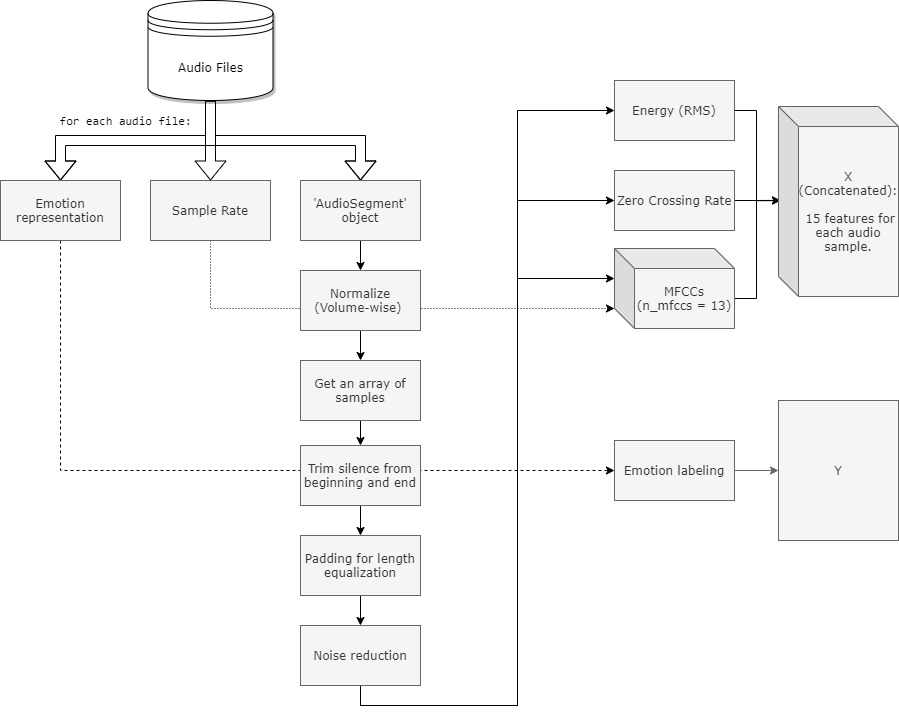 Audio Files
for each audio file:
Emotion
representation
Sample Rate
'AudioSegment'
object
Normalize
(Volume-wise)
Get an array of
samples
Trim silence from
beginning and end
Padding for length
equalization
Noise reduction
Energy (RMS)
Zero Crossing Rate
MFCCs
(n_mfccs = 13)
X
(Concatenated):
15 features for
each audio
sample.
Emotion labeling
Y